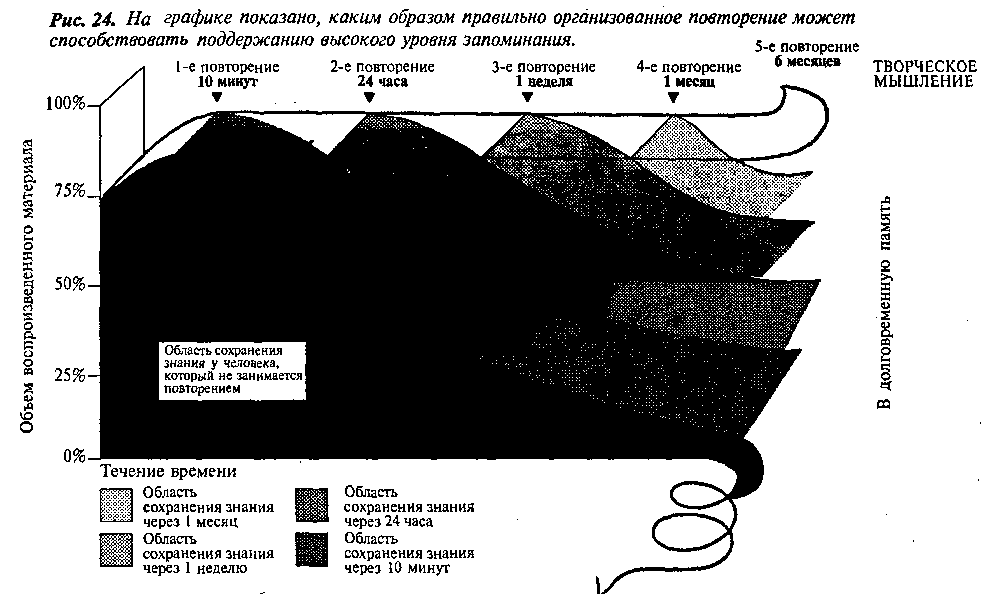 Рис. 24. На графике показано, каким образом правильно организованное повторение может
способствовать поддержанию высокого уровня запоминания.
1-е повторение
10 минут
2-е повторение
24 часа
3-е повторение
1 неделя
4-е повторение
1 месяц
5-е повторение
6 месяцев
ТВОРЧЕСКОЕ
МЫШЛЕНИЕ
Объем воспроизведенного материала
100%
75%
50%
25%
0%
Область сохранения
знания у человека,
который не занимается
повторением
В долговременную память
Течение времени
Область
сохранения знания
через 1 месяц
Область
сохранения знания
через 24 часа
Область
сохранения знания
через 1 неделю
Область
сохранения знания
через 10 минут